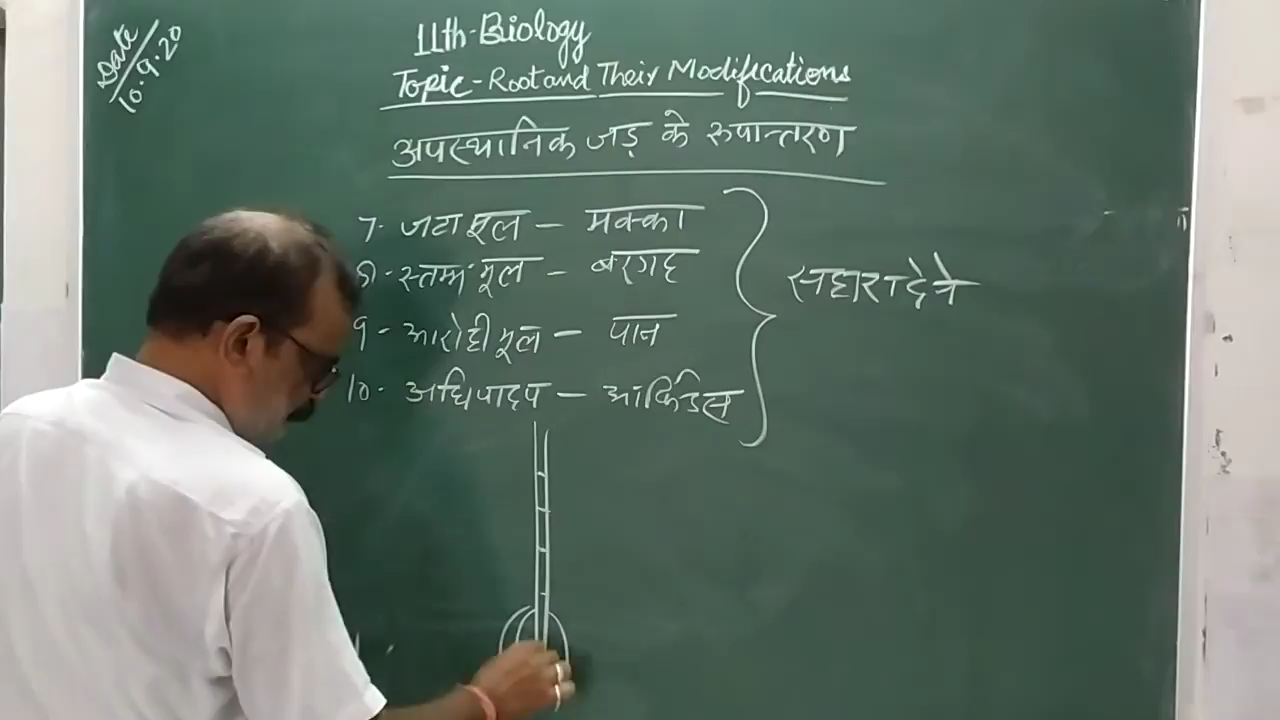 Date
10.9.20
11th-Biology
Topic-Root and Their Modifications
अपस्थानिक जड़ के रूपान्तरण
7. जटा मूल – मक्का
8. स्तम्भ मूल – बरगद
9. आरोही मूल – पान
10. अधिपादप – आर्किडस
सहारा देने